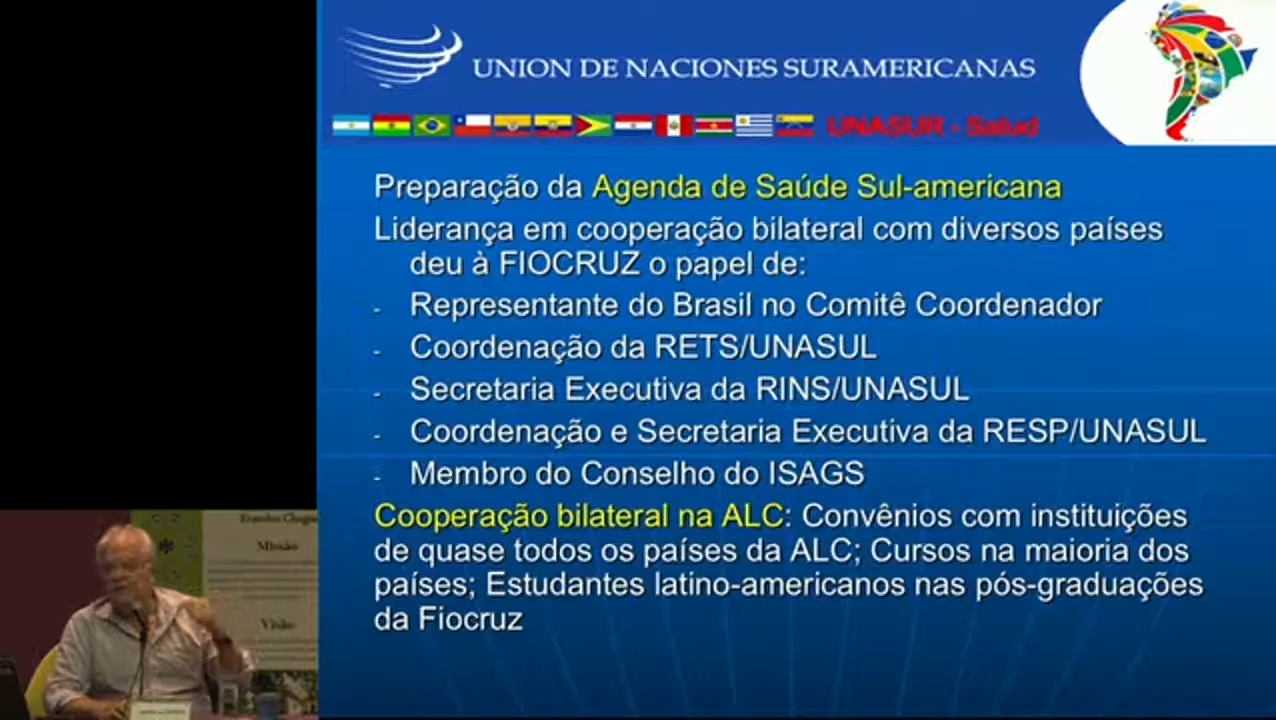 UNION DE NACIONES SURAMERICANAS
UNASUR - Salud
Preparação da Agenda de Saúde Sul-americana
Liderança em cooperação bilateral com diversos países
deu à FIOCRUZ o papel de:
- Representante do Brasil no Comitê Coordenador
- Coordenação da RETS/UNASUL
- Secretaria Executiva da RINS/UNASUL
- Coordenação e Secretaria Executiva da RESP/UNASUL
- Membro do Conselho do ISAGS
Cooperação bilateral na ALC: Convênios com instituições
de quase todos os países da ALC; Cursos na maioria dos
países; Estudantes latino-americanos nas pós-graduações
da Fiocruz
Evandro Chagas
Missão
Visão